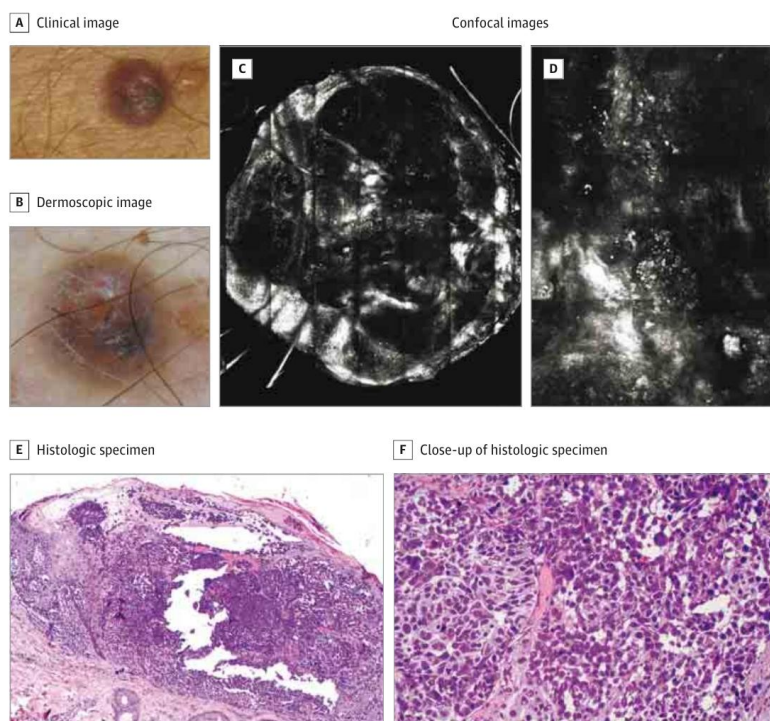 A Clinical image
Confocal images
C
D
B Dermoscopic image
E Histologic specimen
F Close-up of histologic specimen